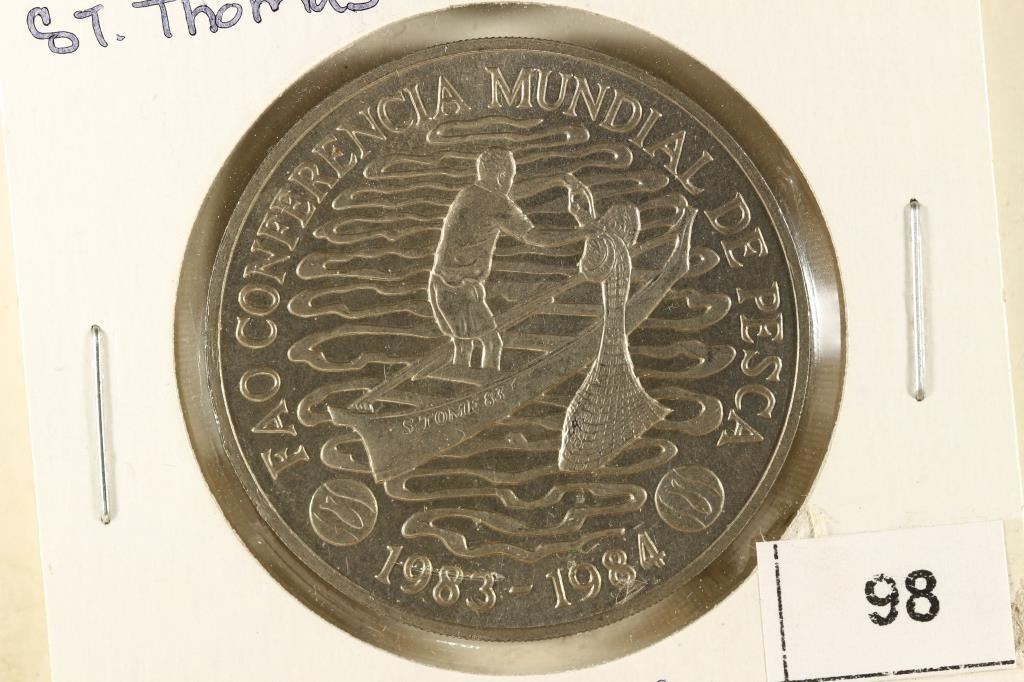 ST. Thomas
FAO CONFERENCIA MUNDIAL DE PESCA
S.TOME 83
1983-1984
98